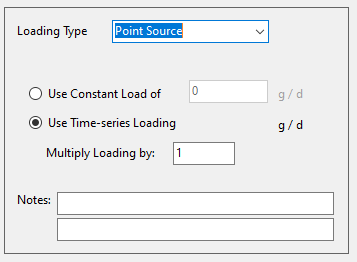 Loading Type Point Source
Use Constant Load of 0 g / d
Use Time-series Loading g / d
Multiply Loading by: 1
Notes: